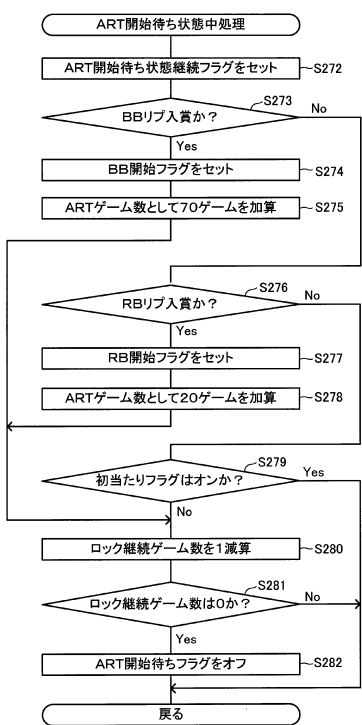 ART開始待ち状態中処理
ART開始待ち状態継続フラグをセット
S272
BBリプ入賞か？
S273
No
Yes
BB開始フラグをセット
S274
ARTゲーム数として70ゲームを加算
S275
RBリプ入賞か？
S276
No
Yes
RB開始フラグをセット
S277
ARTゲーム数として20ゲームを加算
S278
初当たりフラグはオンか？
S279
Yes
No
ロック継続ゲーム数を1減算
S280
ロック継続ゲーム数は0か？
S281
No
Yes
ART開始待ちフラグをオフ
S282
戻る